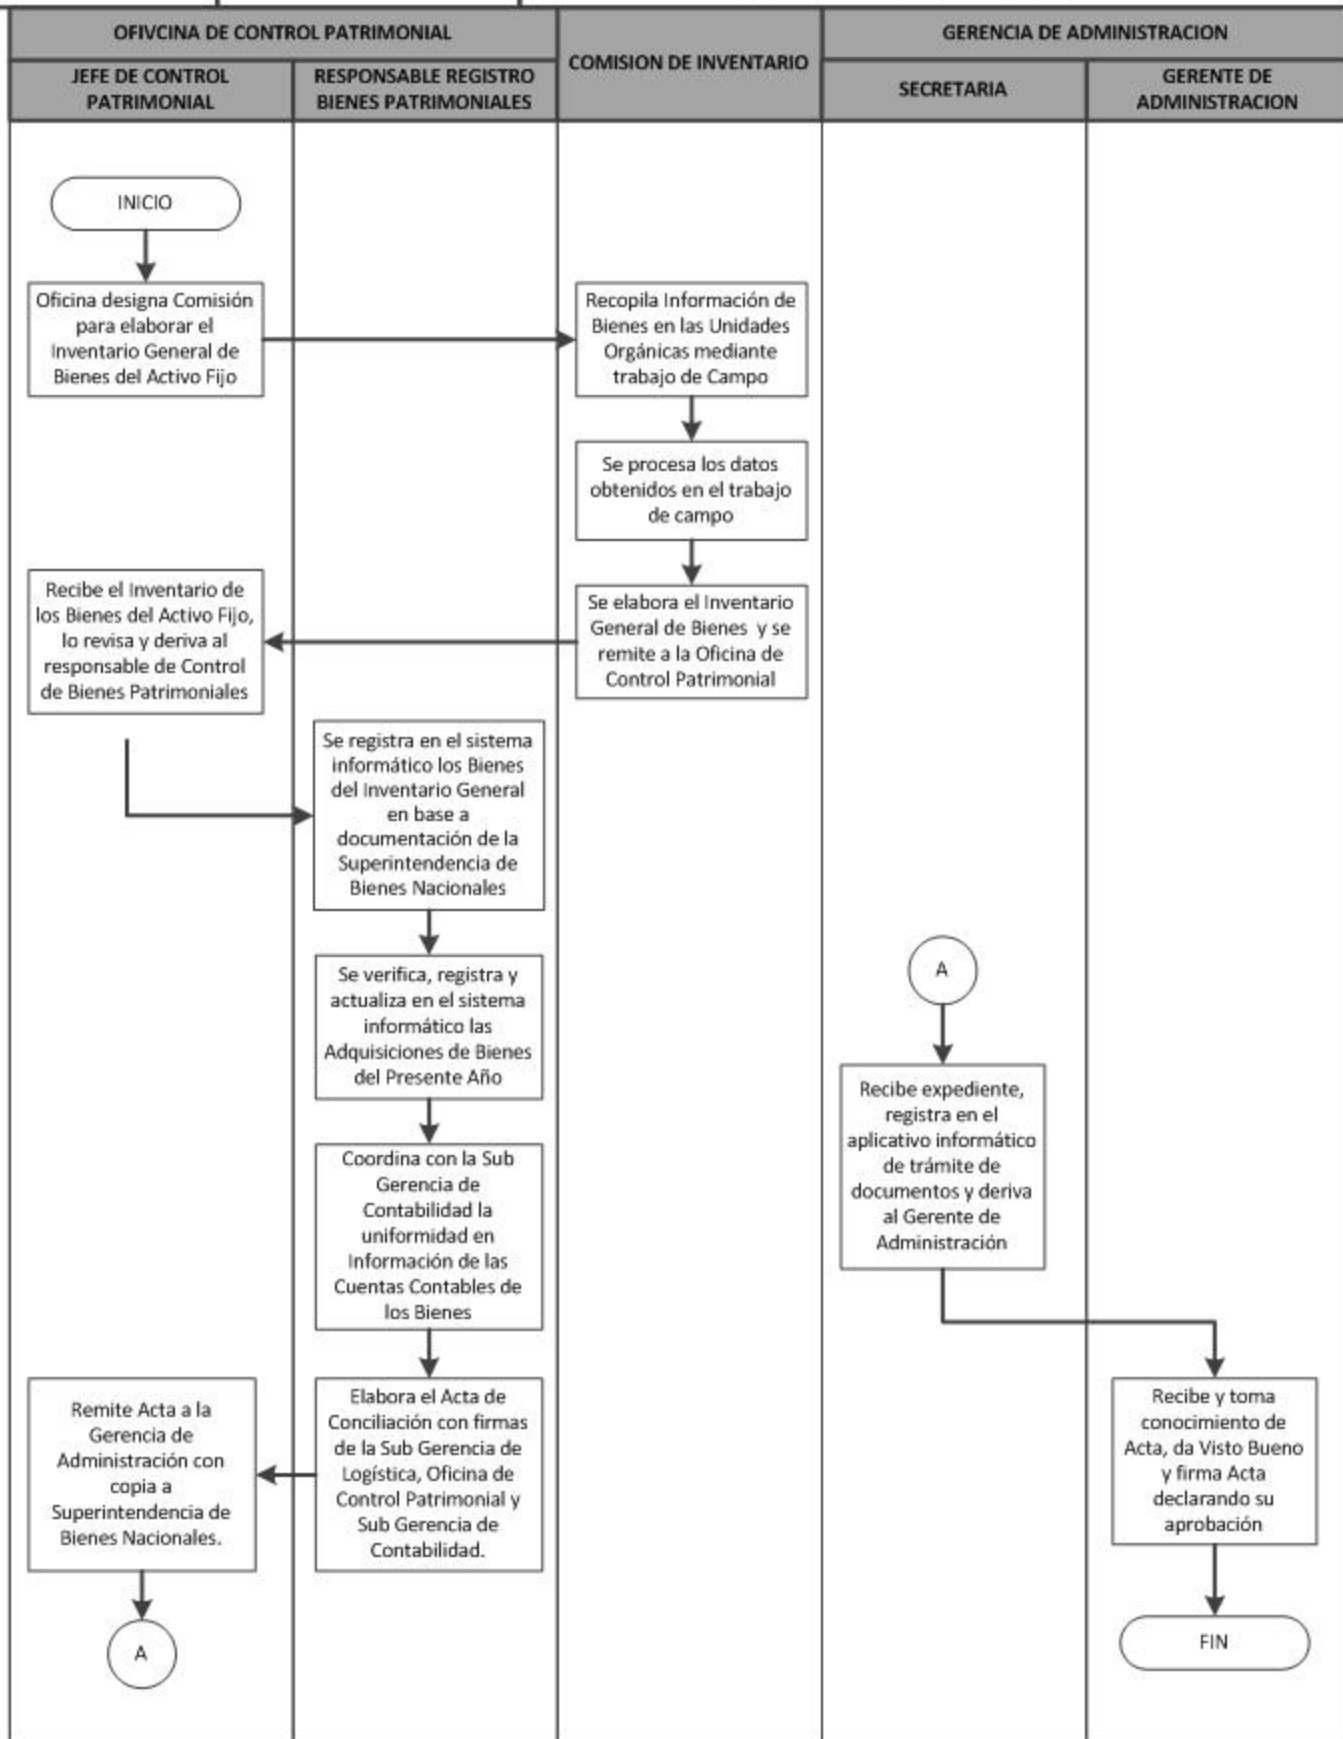 OFIVCINA DE CONTROL PATRIMONIAL
COMISION DE INVENTARIO
GERENCIA DE ADMINISTRACION
JEFE DE CONTROL
PATRIMONIAL
RESPONSABLE REGISTRO
BIENES PATRIMONIALES
SECRETARIA
GERENTE DE
ADMINISTRACION
INICIO
Oficina designa Comisión
para elaborar el
Inventario General de
Bienes del Activo Fijo
Recopila Información de
Bienes en las Unidades
Orgánicas mediante
trabajo de Campo
Se procesa los datos
obtenidos en el trabajo
de campo
Se elabora el Inventario
General de Bienes y se
remite a la Oficina de
Control Patrimonial
Recibe el Inventario de
los Bienes del Activo Fijo,
lo revisa y deriva al
responsable de Control
de Bienes Patrimoniales
Se registra en el sistema
informático los Bienes
del Inventario General
en base a
documentación de la
Superintendencia de
Bienes Nacionales
Se verifica, registra y
actualiza en el sistema
informático las
Adquisiciones de Bienes
del Presente Año
Coordina con la Sub
Gerencia de
Contabilidad la
uniformidad en
Información de las
Cuentas Contables de
los Bienes
Elabora el Acta de
Conciliación con firmas
de la Sub Gerencia de
Logística, Oficina de
Control Patrimonial y
Sub Gerencia de
Contabilidad.
Remite Acta a la
Gerencia de
Administración con
copia a
Superintendencia de
Bienes Nacionales.
A
A
Recibe expediente,
registra en el
aplicativo informático
de trámite de
documentos y deriva
al Gerente de
Administración
Recibe y toma
conocimiento de
Acta, da Visto Bueno
y firma Acta
declarando su
aprobación
FIN